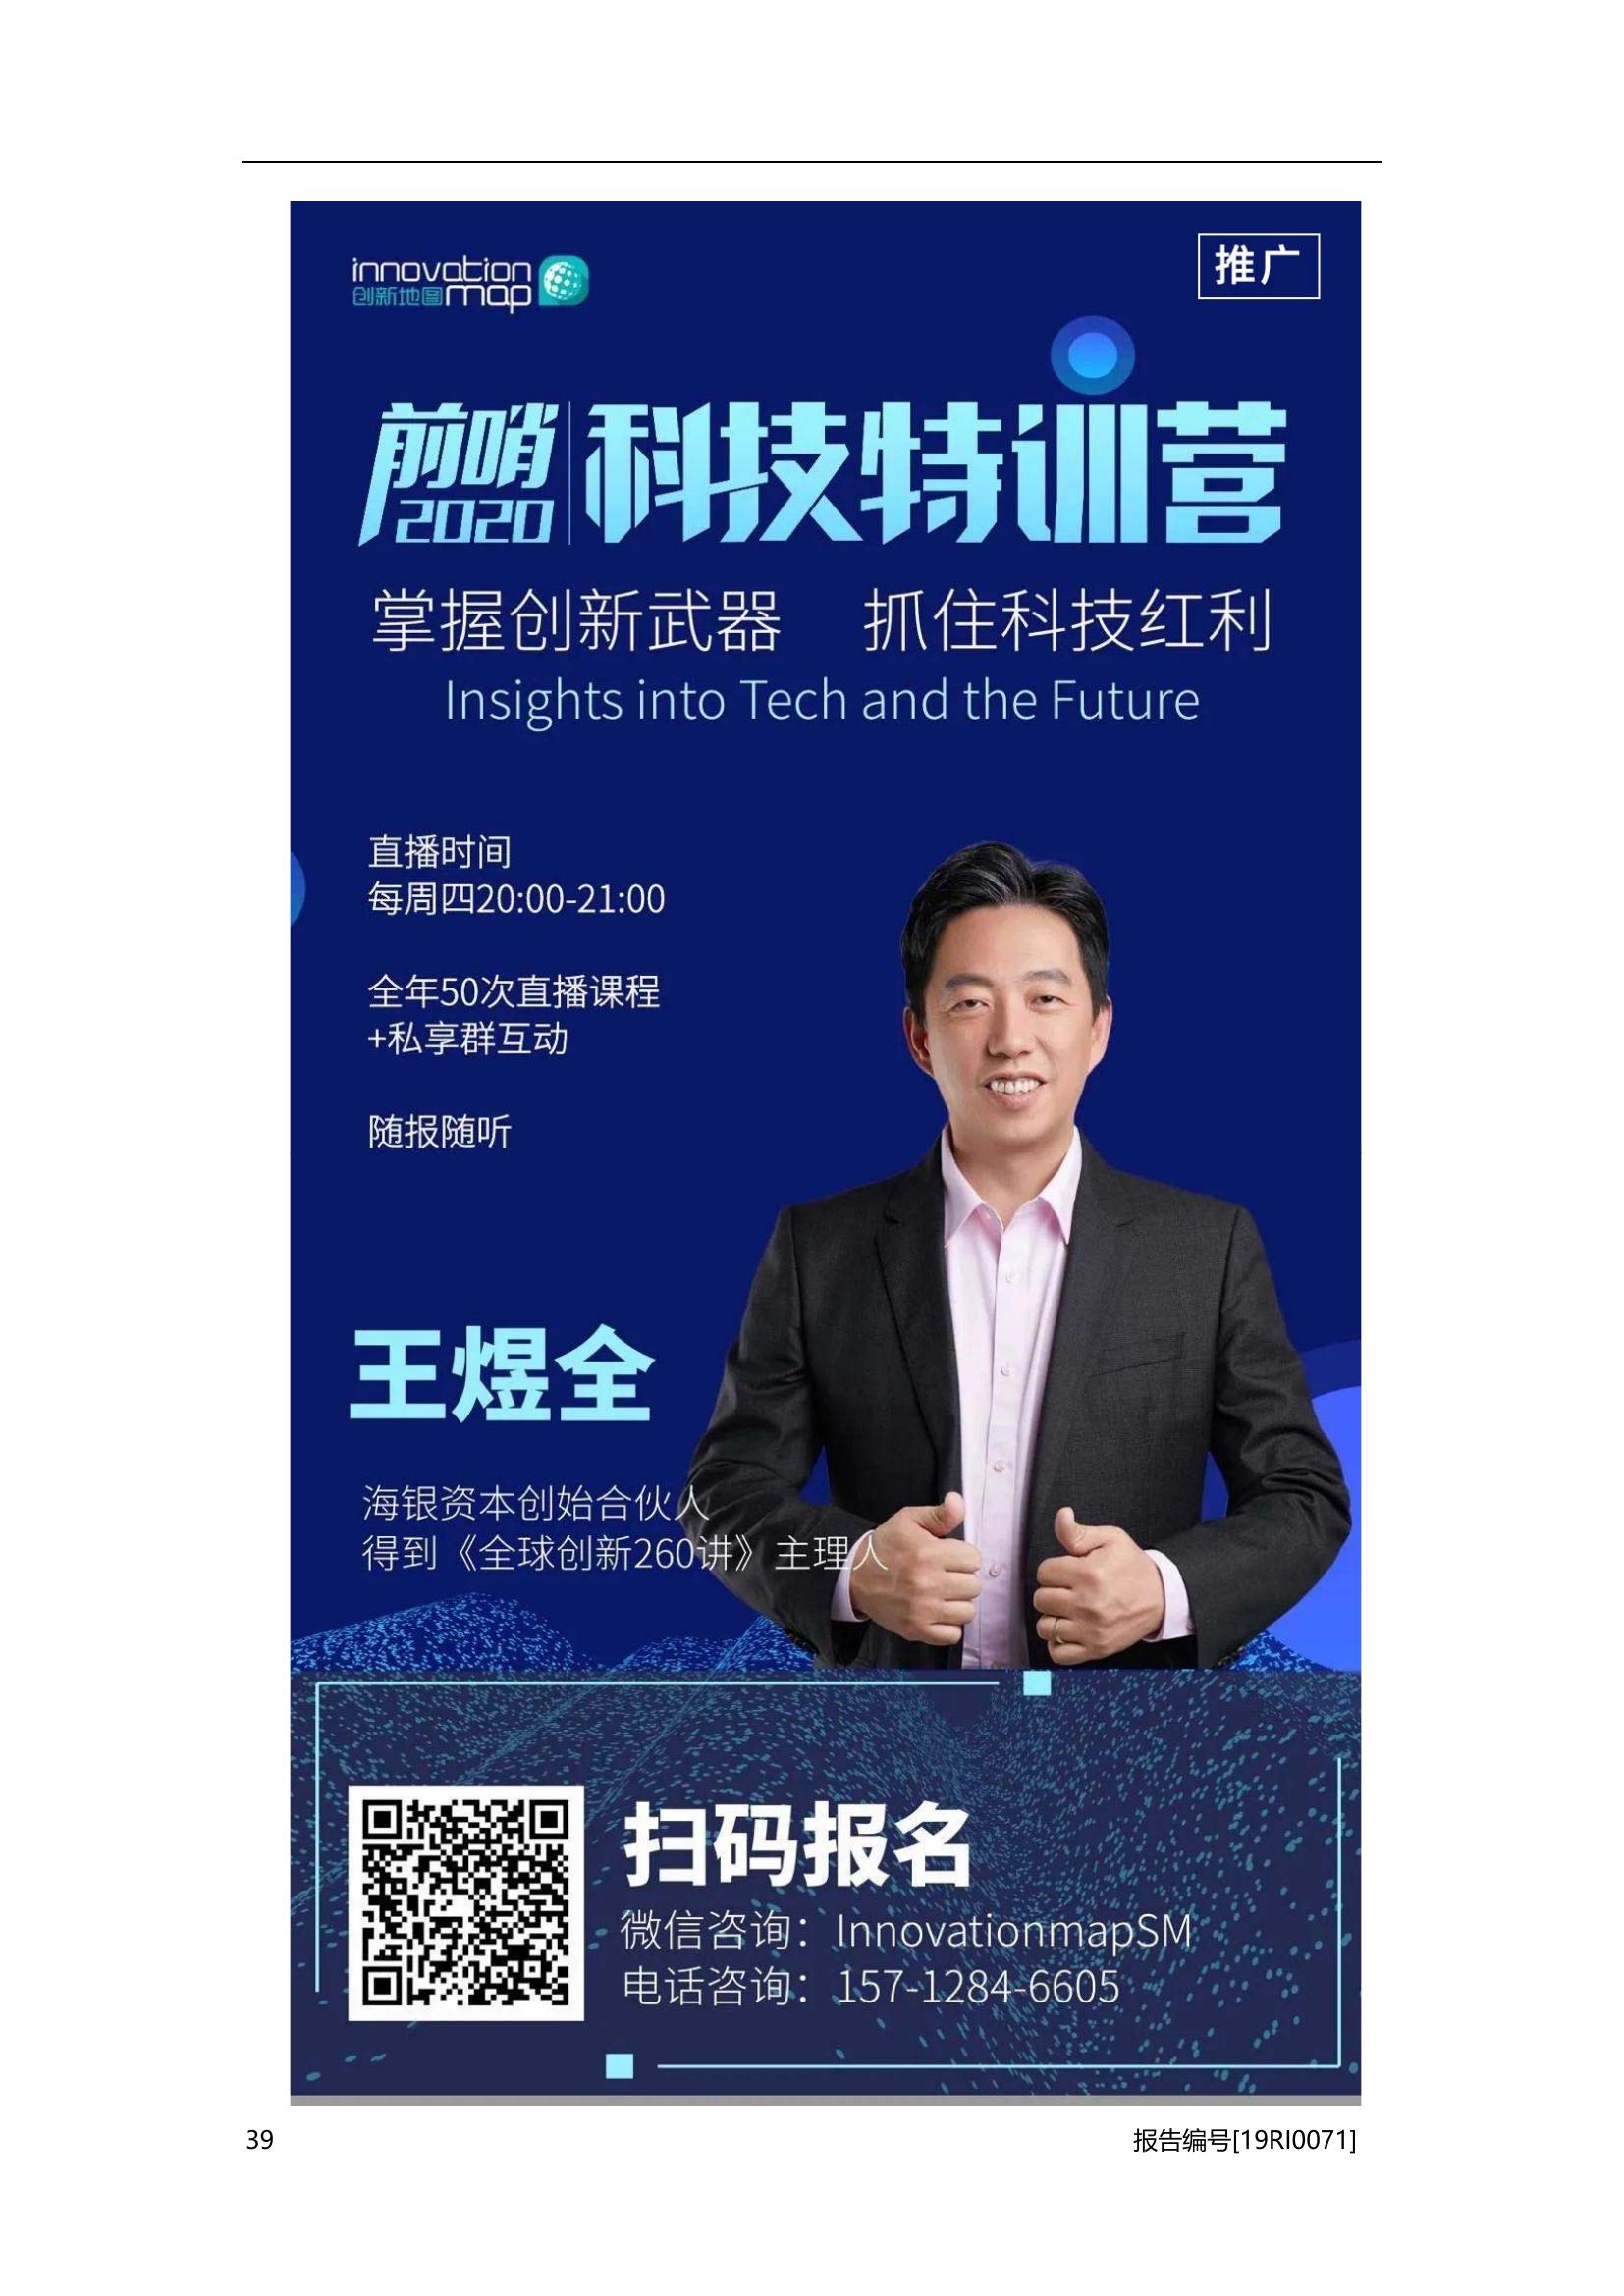 innovation
创新地图map
推广
前哨
2020
科技特训营
掌握创新武器 抓住科技红利
Insights into Tech and the Future
直播时间
每周四20:00-21:00
全年50次直播课程
+私享群互动
随报随听
王煜全
海银资本创始合伙人
得到《全球创新260讲》主理人
扫码报名
微信咨询：InnovationmapSM
电话咨询：157-1284-6605
39
报告编号[19RI0071]